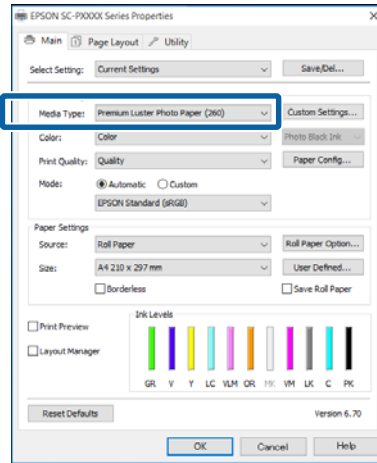 EPSON SC-PXXXX Series Properties
Main Page Layout Utility
Select Setting: Current Settings Save/Del...
Media Type: Premium Luster Photo Paper (260) Custom Settings...
Color: Color Photo Black Ink
Print Quality: Quality Paper Config...
Mode: Automatic Custom
EPSON Standard (sRGB)
Paper Settings
Source: Roll Paper Roll Paper Option...
Size: A4 210 x 297 mm User Defined...
Borderless Save Roll Paper
Ink Levels
Print Preview
Layout Manager
GR V Y LC VLM OR MK VM LK C PK
Reset Defaults Version 6.70
OK Cancel Help